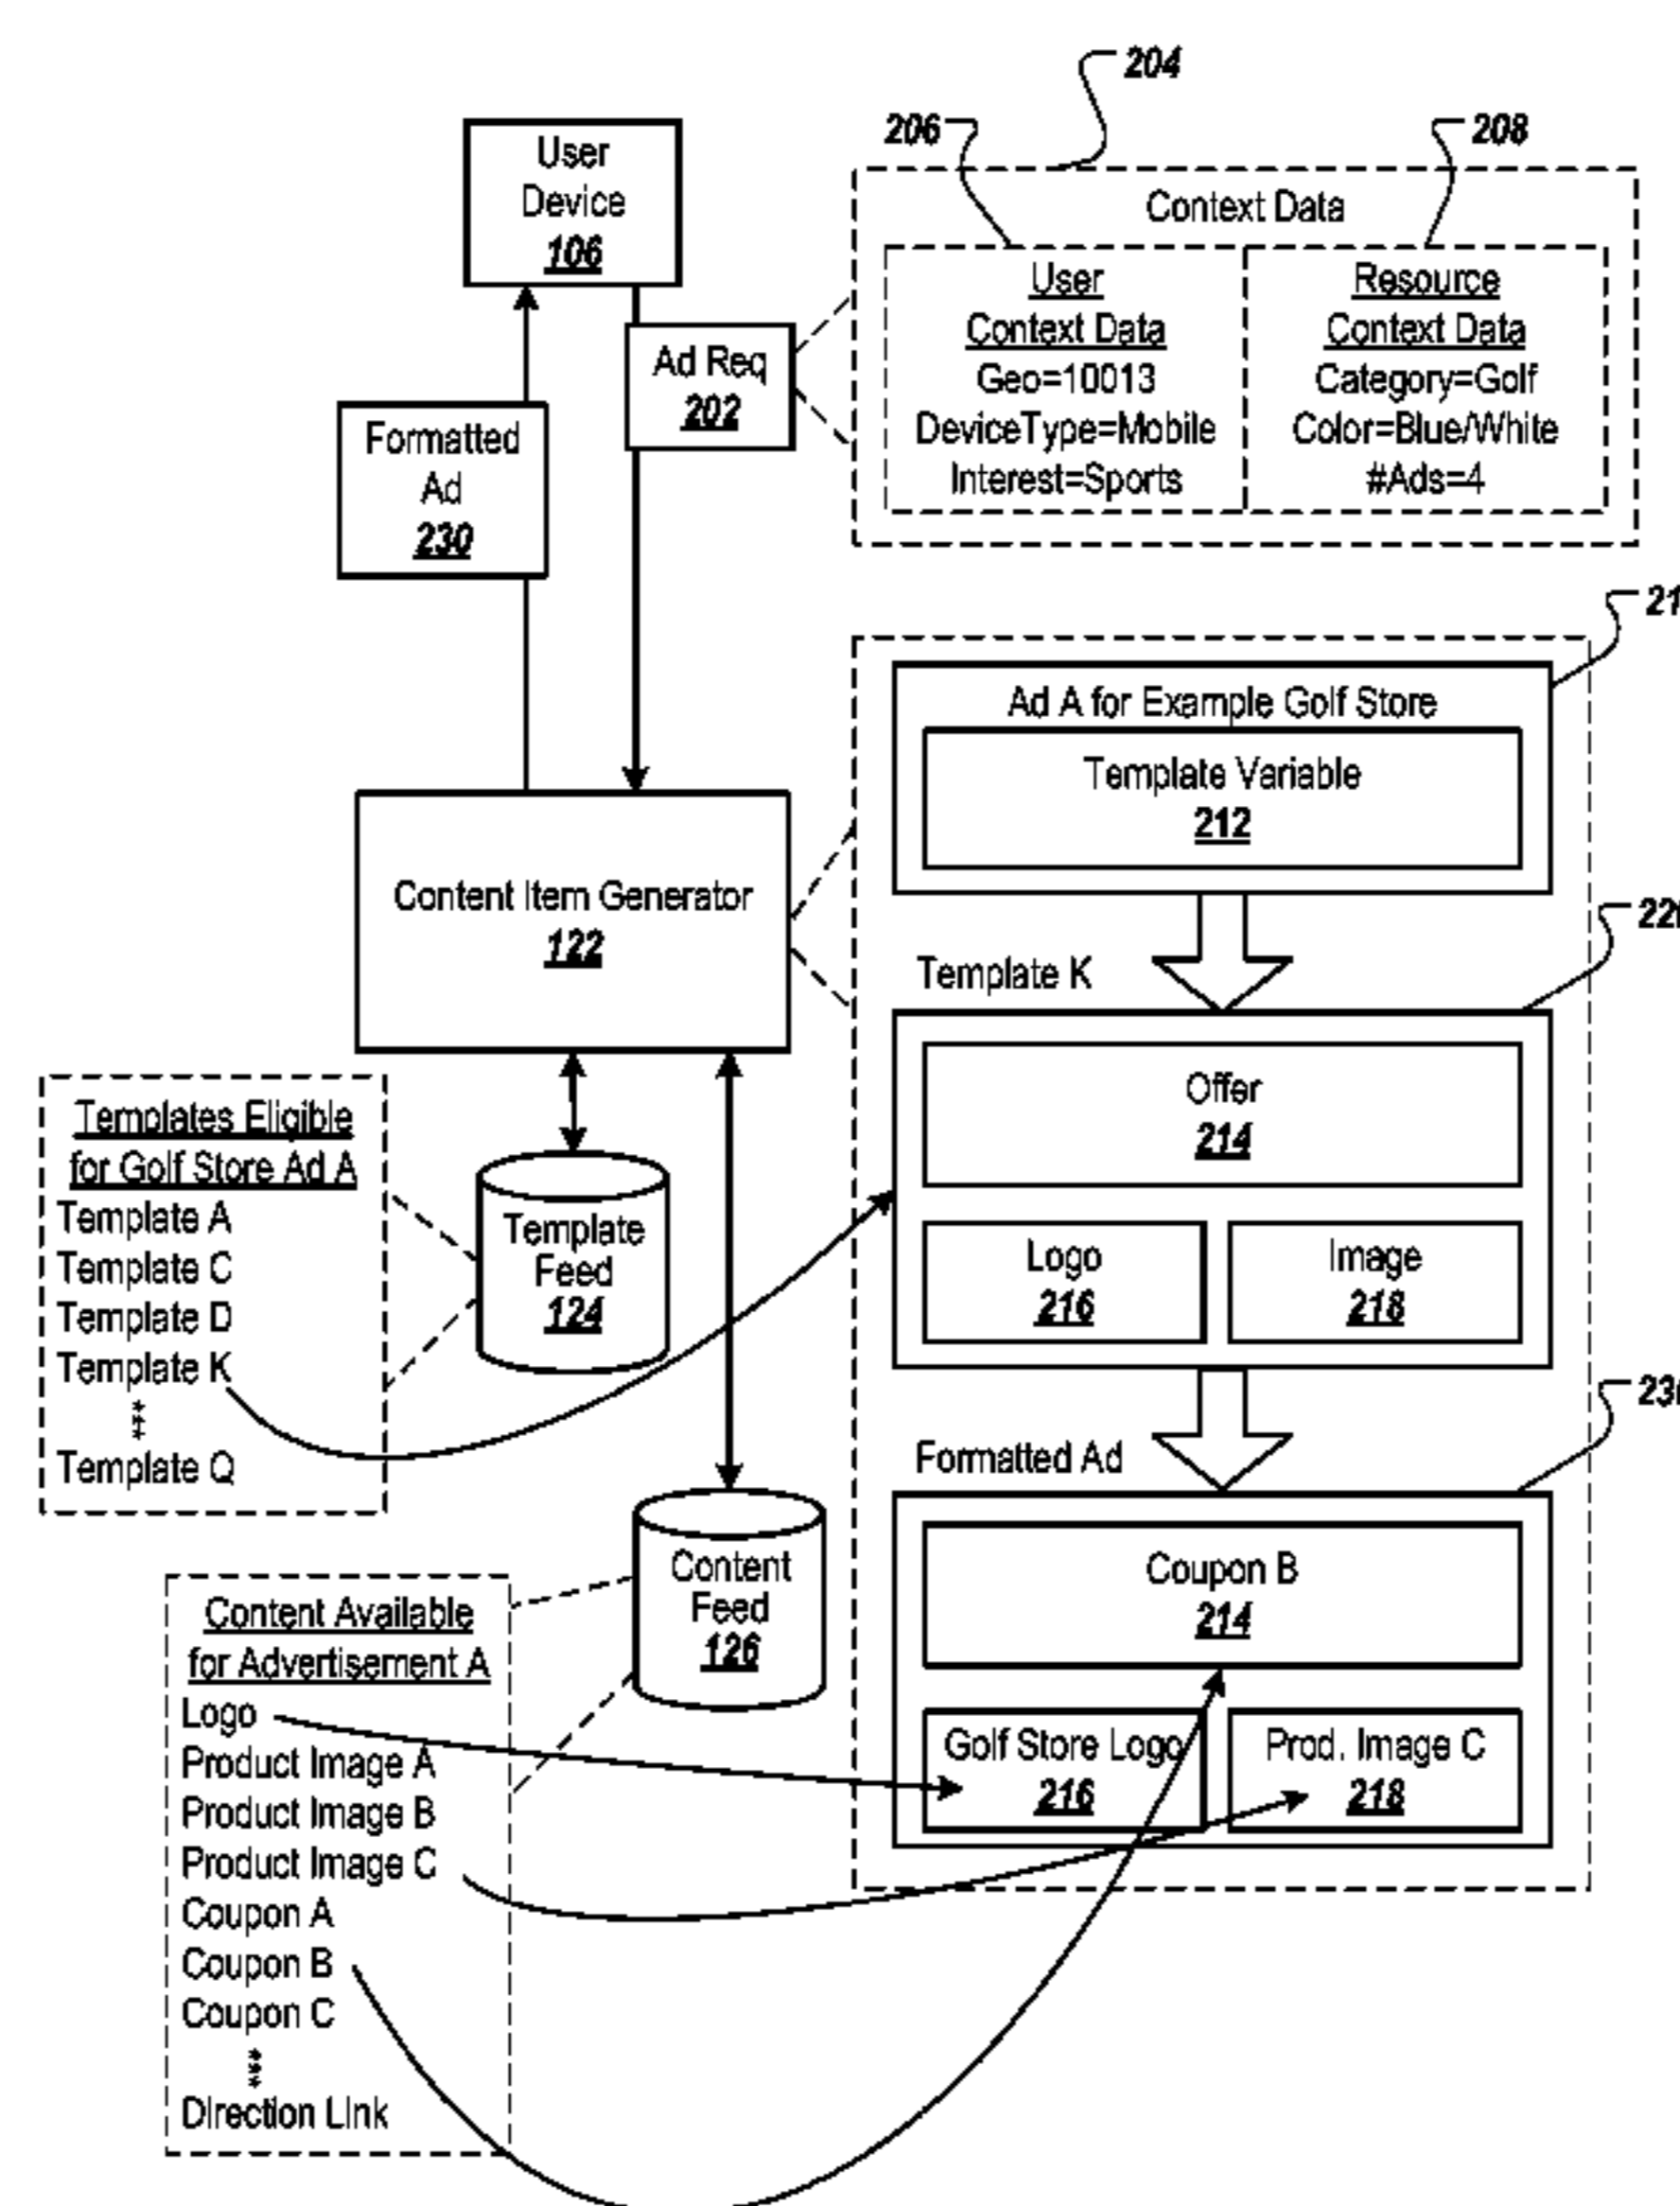 204
206
208
User
Device
106
Context Data
User
Context Data
Geo=10013
DeviceType=Mobile
Interest=Sports
Resource
Context Data
Category=Golf
Color=Blue/White
#Ads=4
Ad Req
202
Formatted
Ad
230
21
Ad A for Example Golf Store
Template Variable
212
Content Item Generator
122
22
Template K
Offer
214
Logo
216
Image
218
Templates Eligible
for Golf Store Ad A
Template A
Template C
Template D
Template K
***
Template Q
Template
Feed
124
23
Formatted Ad
Coupon B
214
Golf Store Logo
216
Prod. Image C
218
Content
Feed
126
Content Available
for Advertisement A
Logo
Product Image A
Product Image B
Product Image C
Coupon A
Coupon B
Coupon C
***
Direction Link